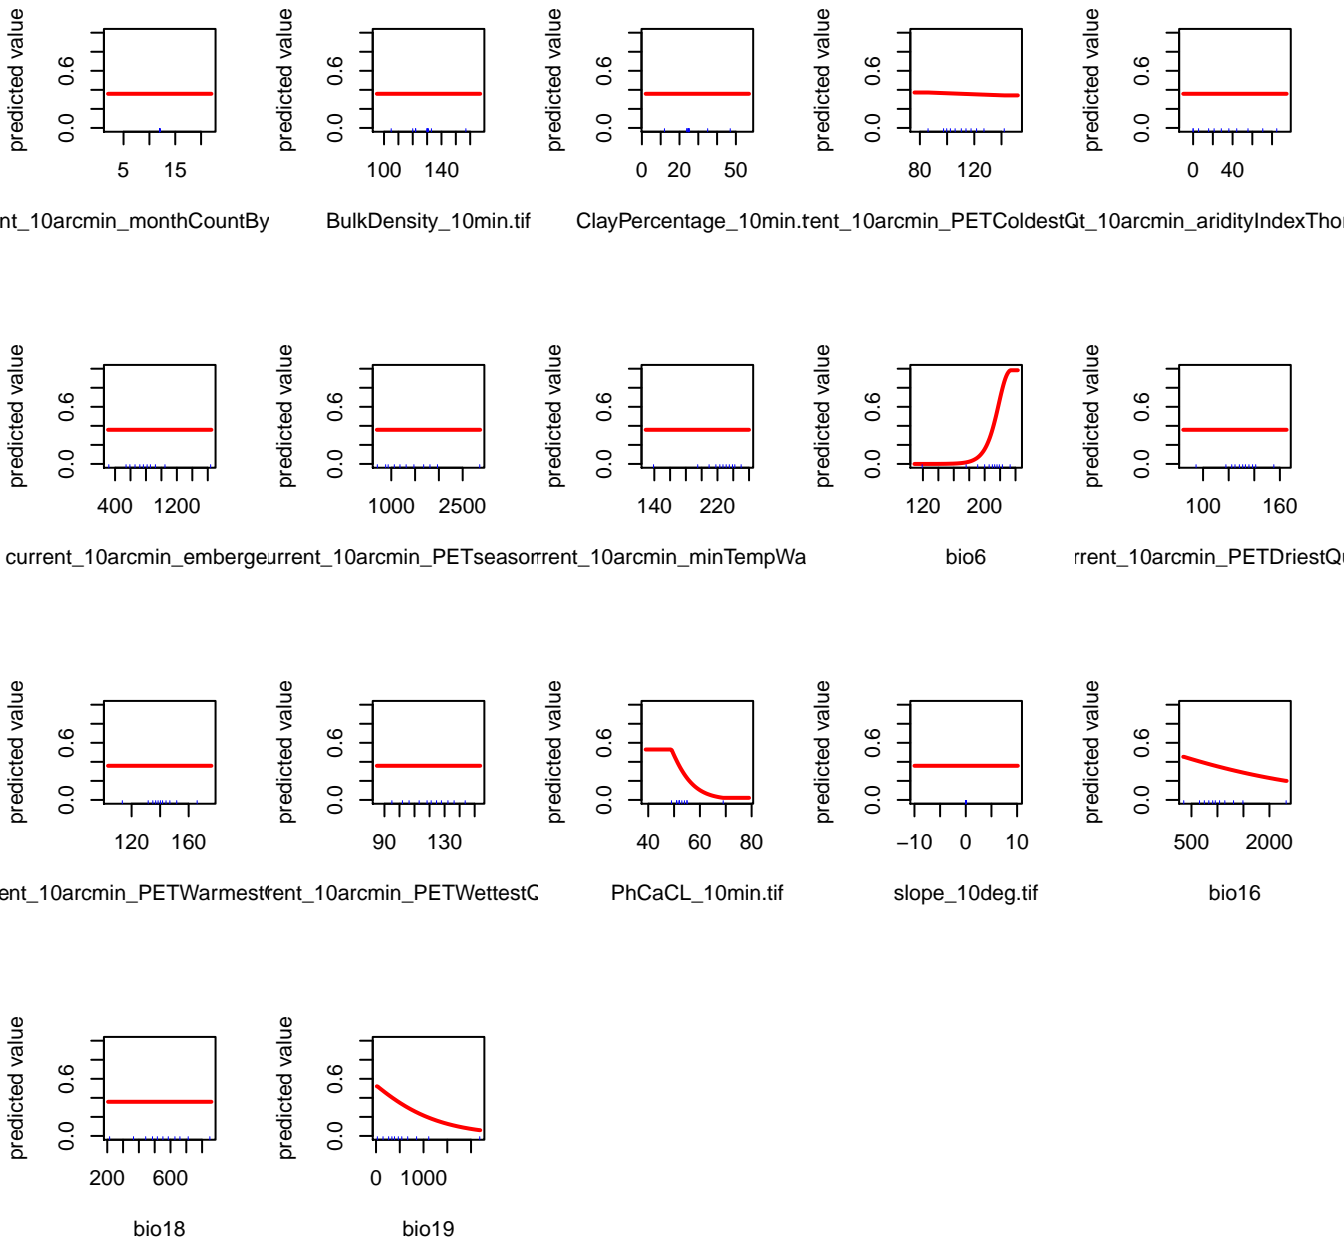 predicted value predicted value predicted value predicted value predicted value
0.0 0.6 0.0 0.6 0.0 0.6 0.0 0.6 0.0 0.6
5 15 100 140 0 20 50 80 120 0 40
nt_10arcmin_monthCountBy BulkDensity_10min.tif ClayPercentage_10min.t rent_10arcmin_PETColdestQ t_10arcmin_aridityIndexTho
predicted value predicted value predicted value predicted value predicted value
0.0 0.6 0.0 0.6 0.0 0.6 0.0 0.6 0.0 0.6
400 1200 1000 2500 140 220 120 200 100 160
current_10arcmin_emberge urrent_10arcmin_PETseason rrent_10arcmin_minTempWa bio6 rrent_10arcmin_PETDriestQu
predicted value predicted value predicted value predicted value predicted value
0.0 0.6 0.0 0.6 0.0 0.6 0.0 0.6 0.0 0.6
120 160 90 130 40 60 80 −10 0 10 500 2000
ent_10arcmin_PETWarmest rent_10arcmin_PETWettestQ PhCaCL_10min.tif slope_10deg.tif bio16
predicted value predicted value
0.0 0.6 0.0 0.6
200 600 0 1000
bio18 bio19